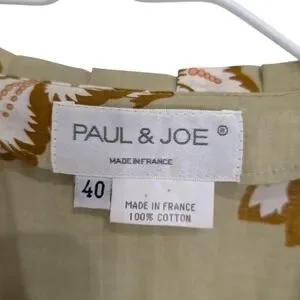 PAUL & JOE ®
MADE IN FRANCE
40
MADE IN FRANCE
100% COTTON